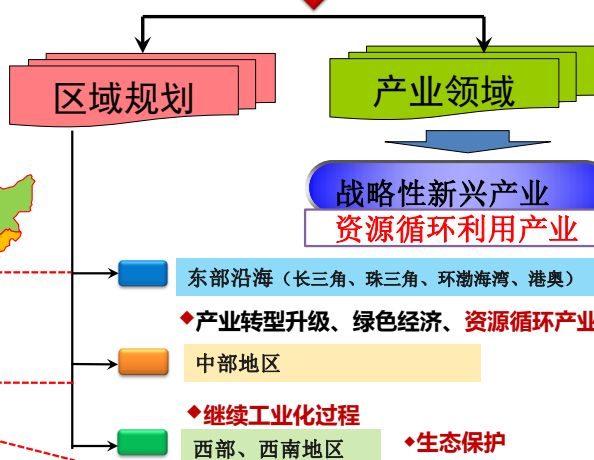 区域规划
产业领域
战略性新兴产业
资源循环利用产业
东部沿海（长三角、珠三角、环渤海湾、港奥）
产业转型升级、绿色经济、资源循环产业
中部地区
继续工业化过程
西部、西南地区
生态保护